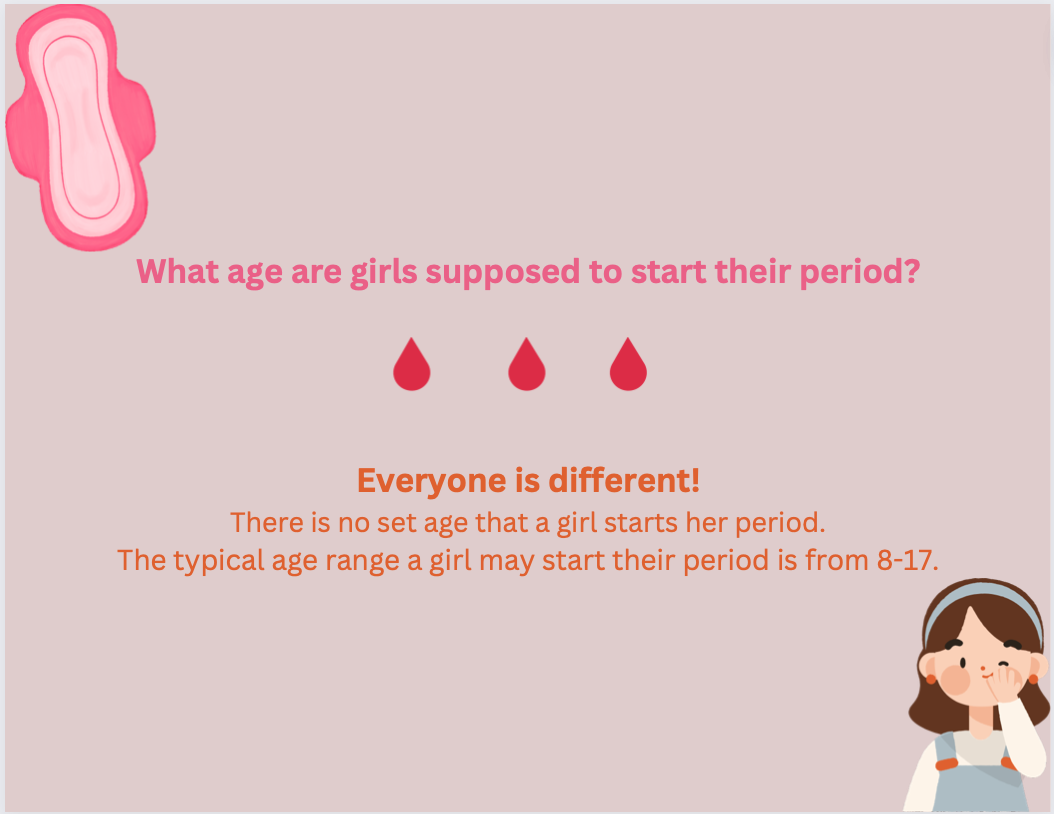 What age are girls supposed to start their period?
Everyone is different!
There is no set age that a girl starts her period.
The typical age range a girl may start their period is from 8-17.